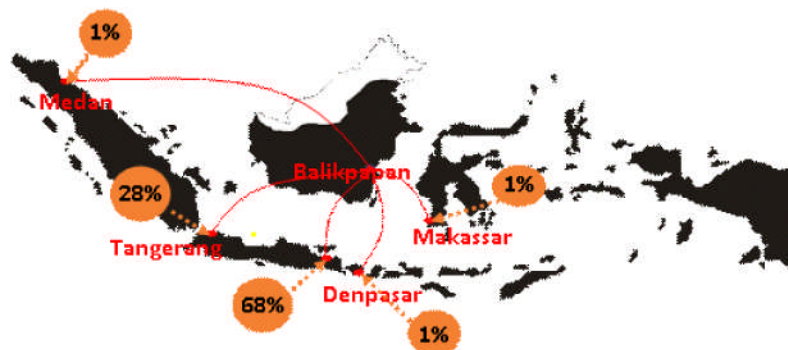 1%
Medan
Balikpapan
28%
1%
Tangerang
Makassar
68%
Denpasar
1%